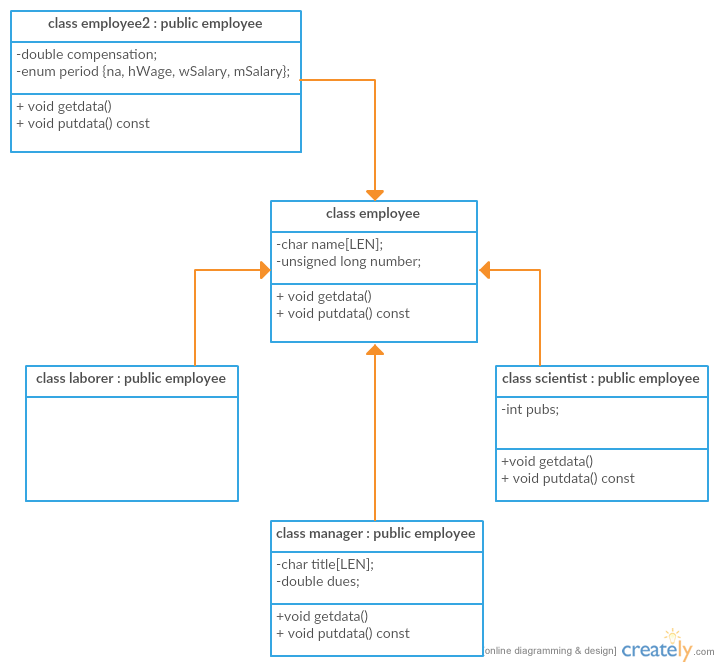 class employee2 : public employee
-double compensation;
-enum period {na, hWage, wSalary, mSalary};
+ void getdata()
+ void putdata() const
class employee
-char name[LEN];
-unsigned long number;
+ void getdata()
+ void putdata() const
class laborer : public employee
class scientist : public employee
-int pubs;
+void getdata()
+ void putdata() const
class manager : public employee
-char title[LEN];
-double dues;
+void getdata()
+ void putdata() const
online diagramming & design] creately.com